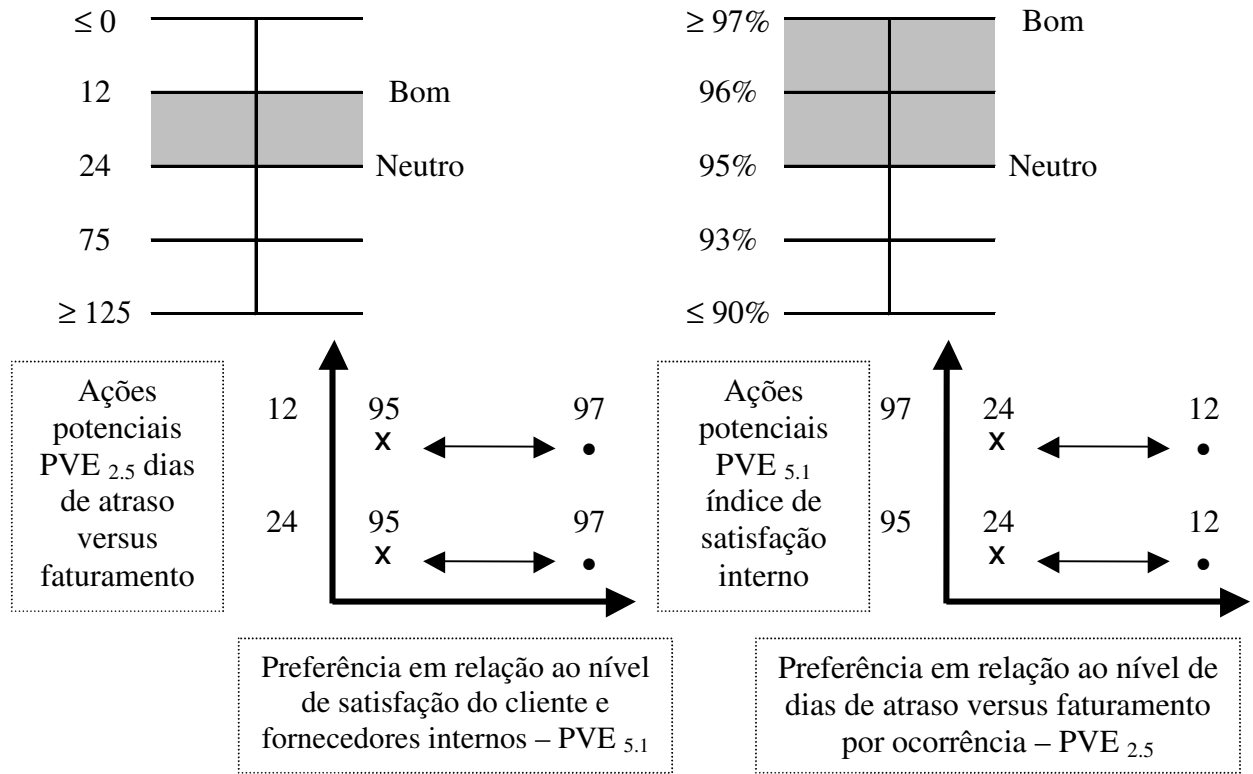 ≤ 0
12 Bom
24 Neutro
75
≥ 125
≥ 97% Bom
96%
95% Neutro
93%
≤ 90%
Ações
potenciais
PVE 2.5 dias
de atraso
versus
faturamento
12 95 97
x
24 95 97
x
Preferência em relação ao nível
de satisfação do cliente e
fornecedores internos – PVE 5.1
Ações
potenciais
PVE 5.1
índice de
satisfação
interno
97 24 12
x
95 24 12
x
Preferência em relação ao nível de
dias de atraso versus faturamento
por ocorrência – PVE 2.5